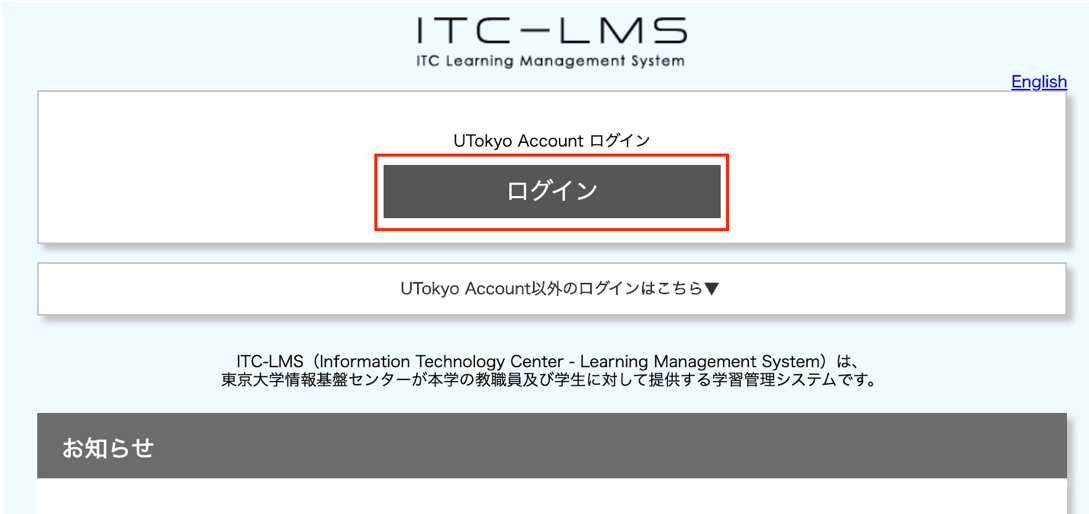 ITC-LMS
ITC Learning Management System
English
UTokyo Account ログイン
ログイン
UTokyo Account以外のログインはこちら▼
ITC-LMS（Information Technology Center - Learning Management System）は、
東京大学情報基盤センターが本学の教職員及び学生に対して提供する学習管理システムです。
お知らせ